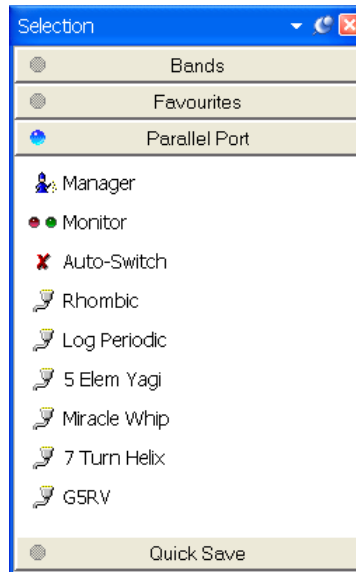 Selection
Bands
Favourites
Parallel Port
Manager
Monitor
Auto-Switch
Rhombic
Log Periodic
5 Elem Yagi
Miracle Whip
7 Turn Helix
G5RV
Quick Save